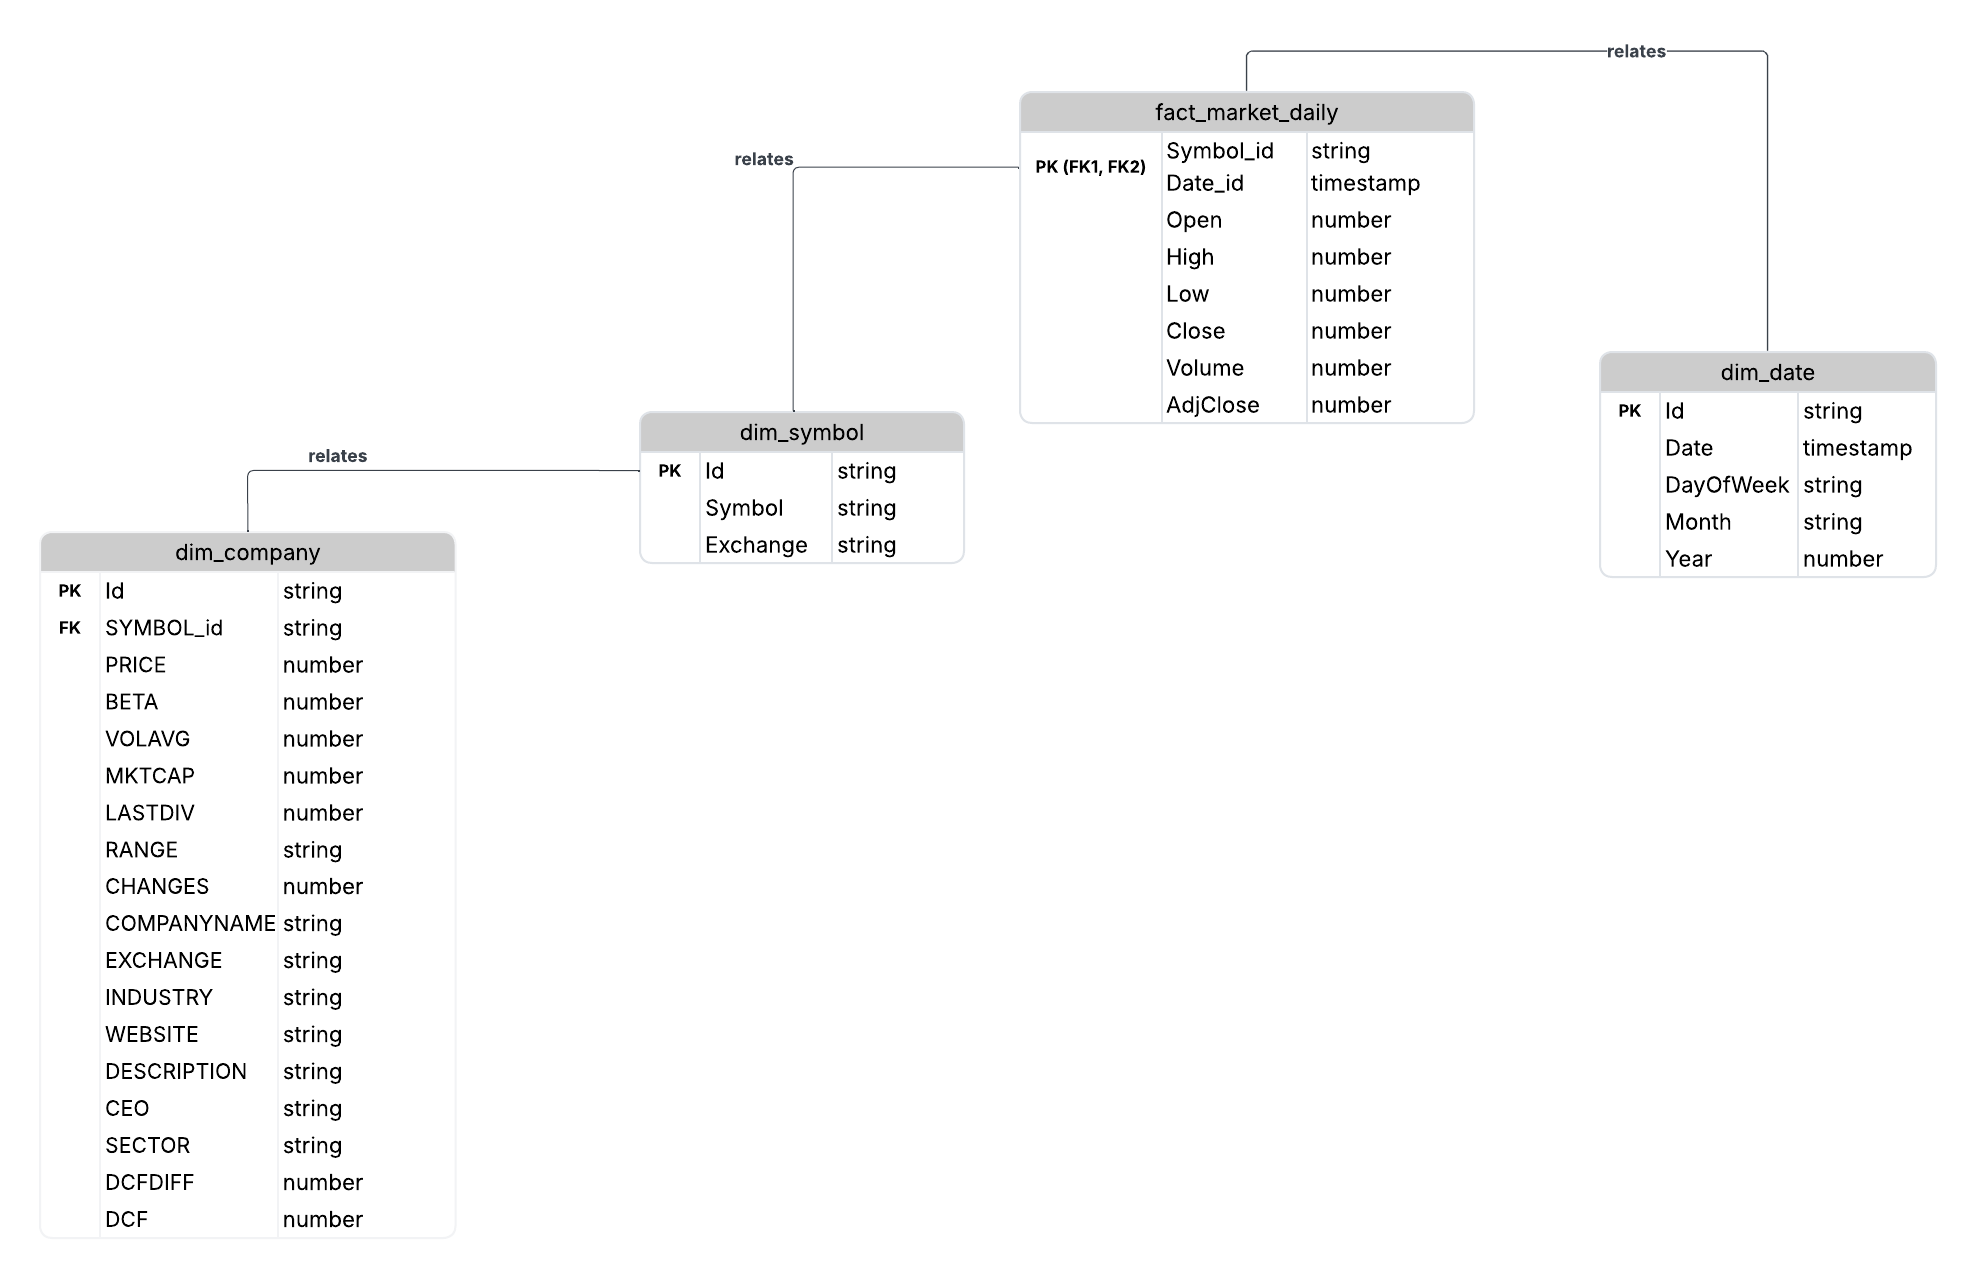 relates
fact_market_daily
PK (FK1, FK2)
Symbol_id string
Date_id timestamp
Open number
High number
Low number
Close number
Volume number
AdjClose number
relates
dim_date
PK Id string
Date timestamp
DayOfWeek string
Month string
Year number
dim_symbol
PK Id string
Symbol string
Exchange string
relates
dim_company
PK Id string
FK SYMBOL_id string
PRICE number
BETA number
VOLAVG number
MKTCAP number
LASTDIV number
RANGE string
CHANGES number
COMPANYNAME string
EXCHANGE string
INDUSTRY string
WEBSITE string
DESCRIPTION string
CEO string
SECTOR string
DCFDIFF number
DCF number